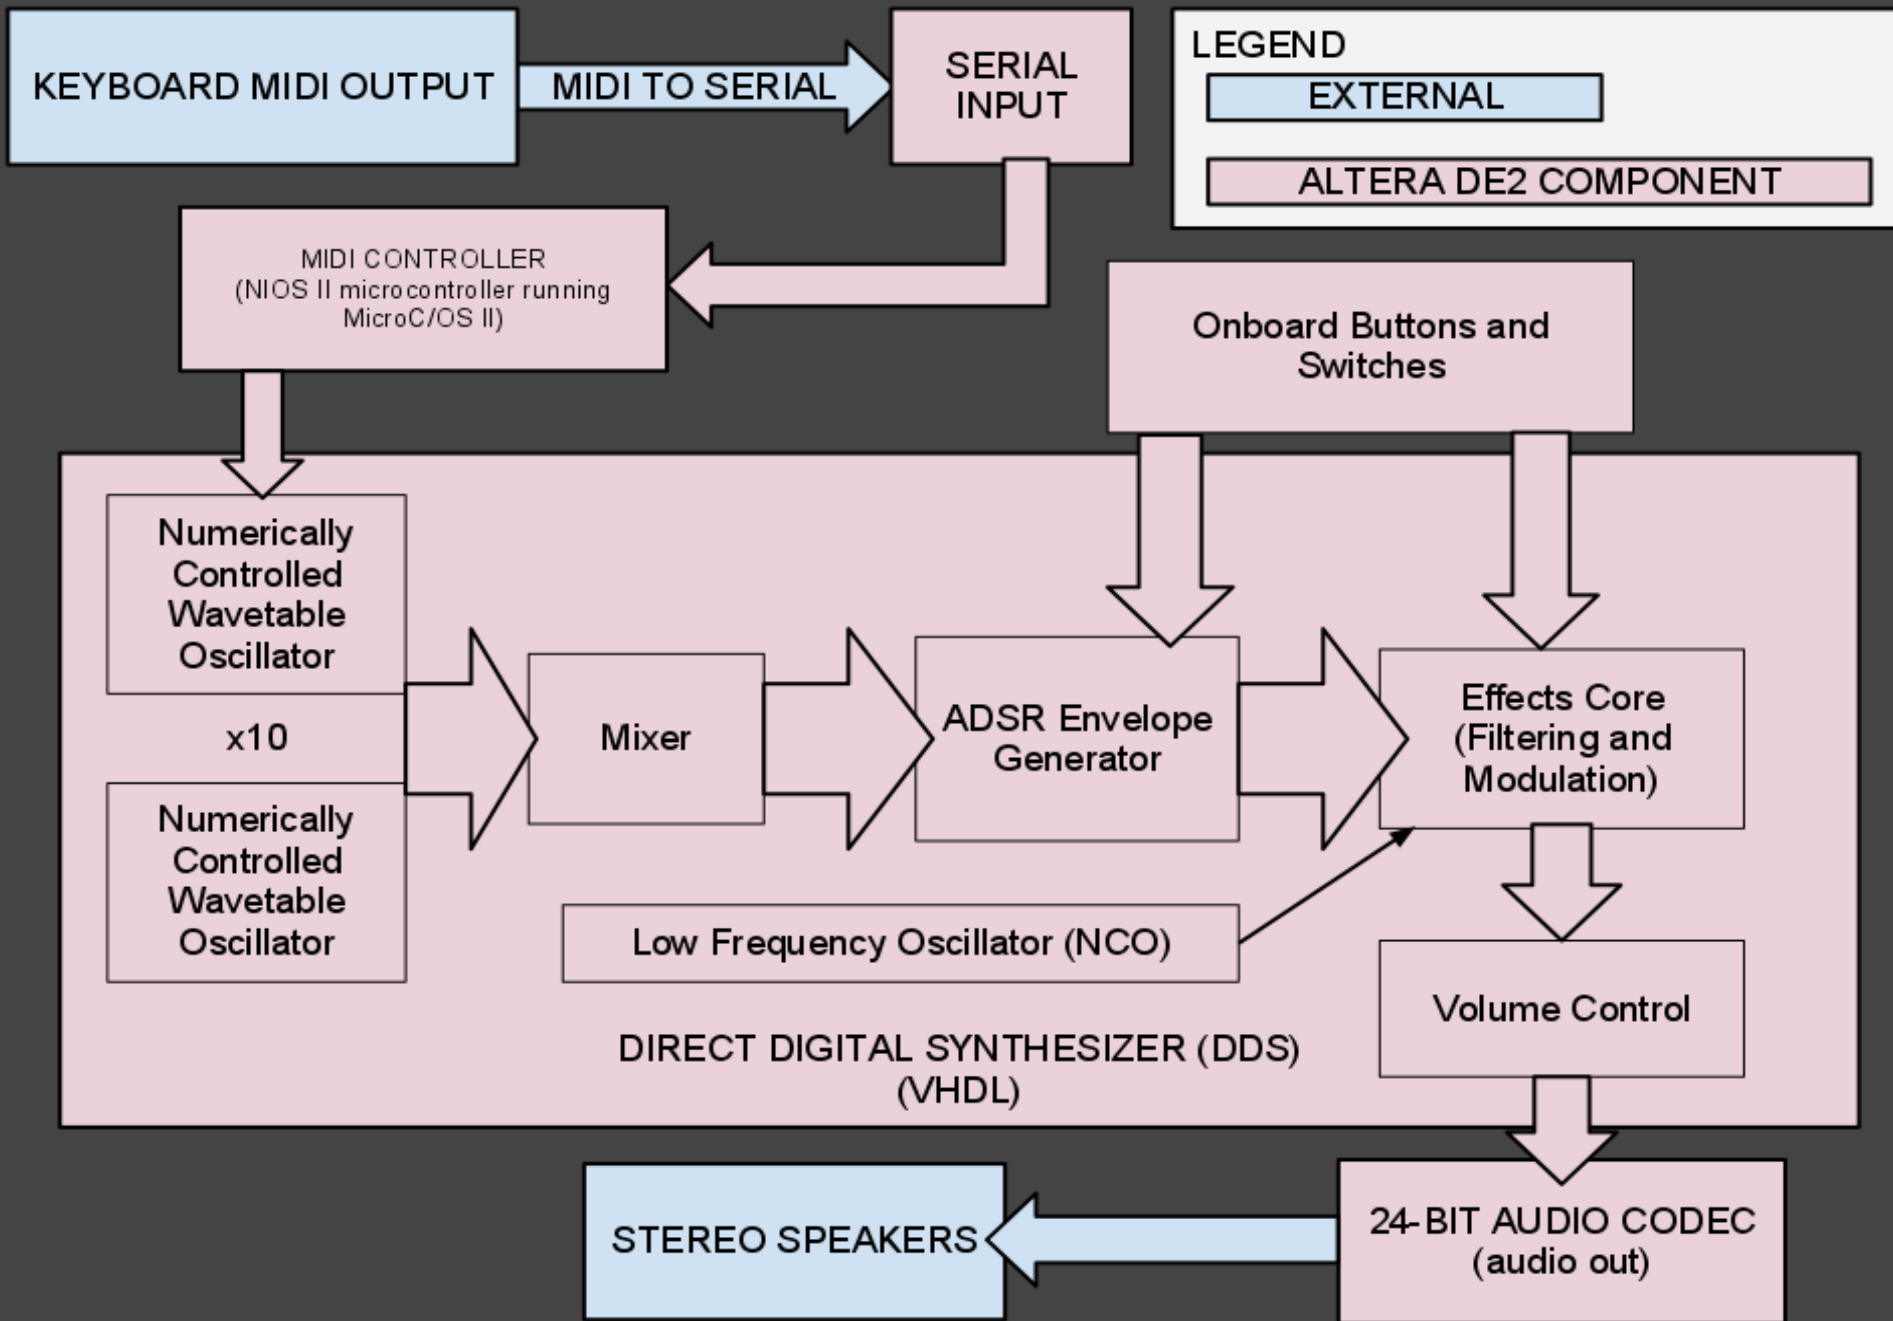 KEYBOARD MIDI OUTPUT
MIDI TO SERIAL
SERIAL
INPUT
LEGEND
EXTERNAL
ALTERA DE2 COMPONENT
MIDI CONTROLLER
(NIOS II microcontroller running
MicroC/OS II)
Onboard Buttons and
Switches
Numerically
Controlled
Wavetable
Oscillator
x10
Numerically
Controlled
Wavetable
Oscillator
Mixer
ADSR Envelope
Generator
Effects Core
(Filtering and
Modulation)
Low Frequency Oscillator (NCO)
Volume Control
DIRECT DIGITAL SYNTHESIZER (DDS)
(VHDL)
STEREO SPEAKERS
24-BIT AUDIO CODEC
(audio out)